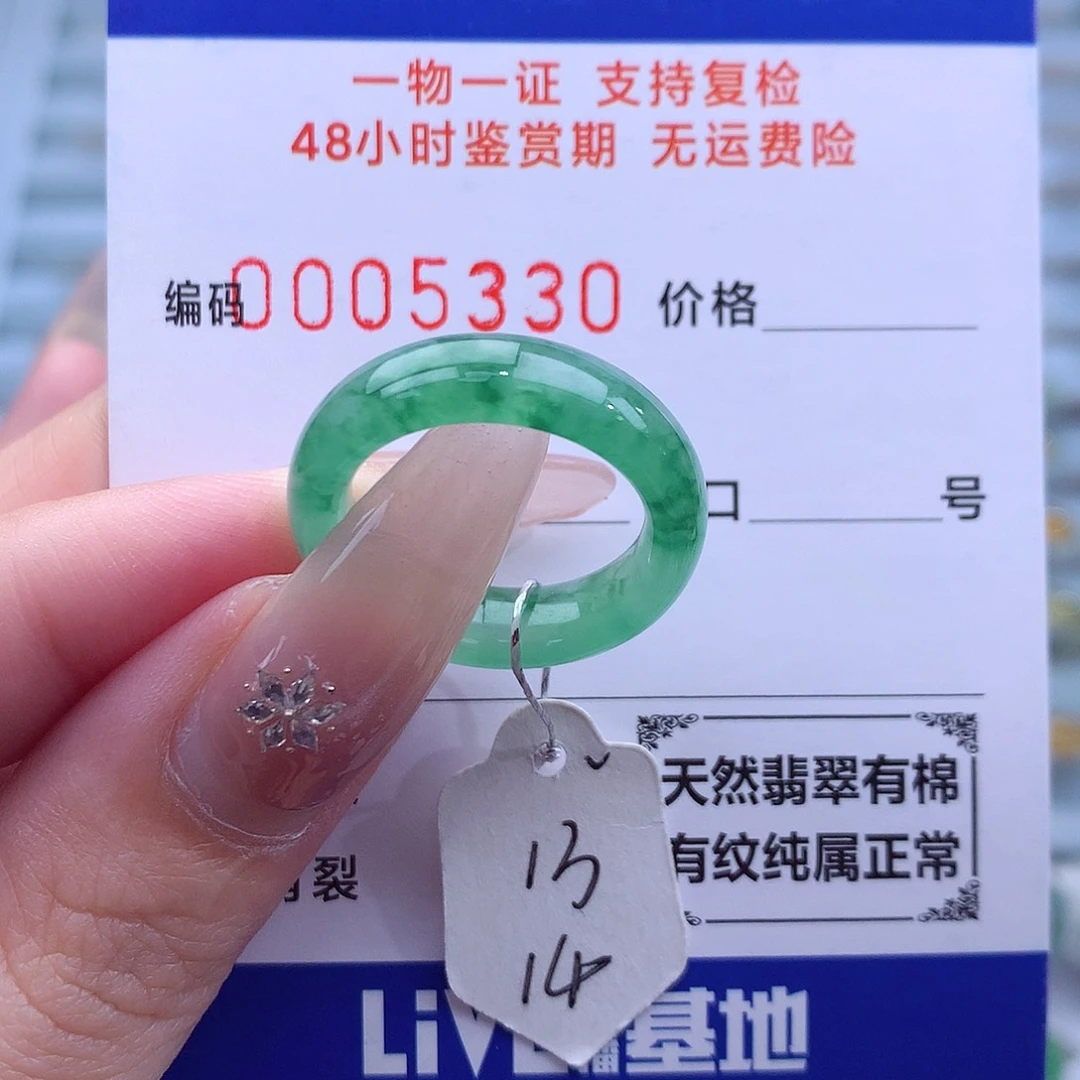 一物一证 支持复检
48小时鉴赏期 无运费险
编码0005330 价格
口 号
天然翡翠有棉
有纹纯属正常
裂
13
14
LiVE 基地